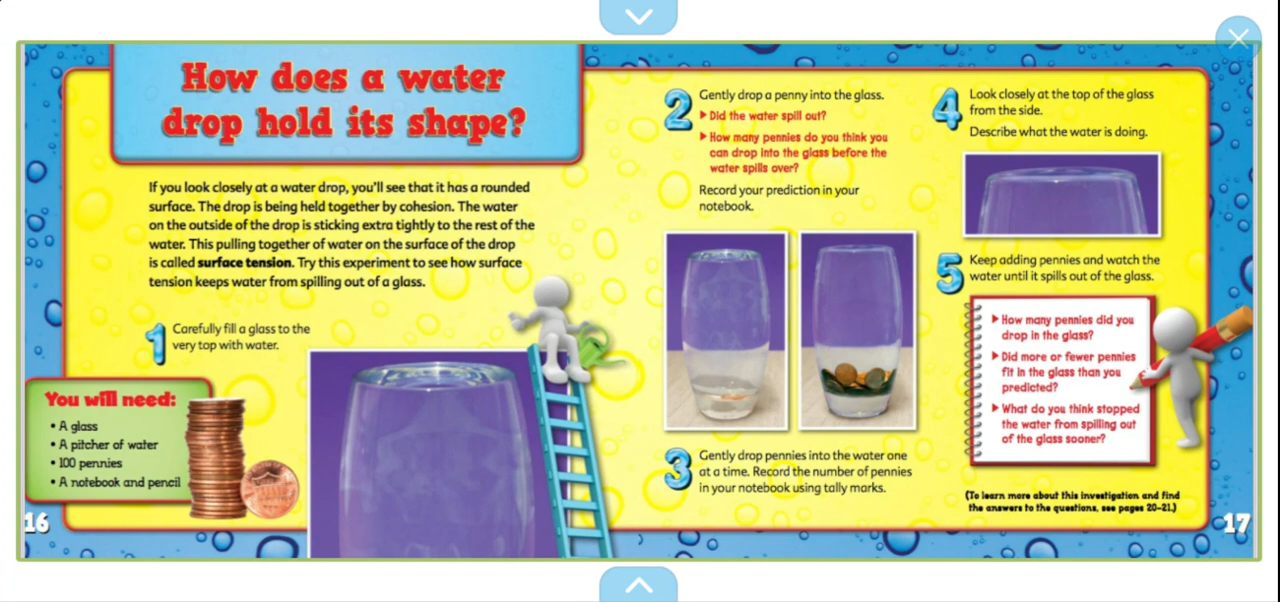 How does a water
drop hold its shape?
If you look closely at a water drop, you'll see that it has a rounded
surface. The drop is being held together by cohesion. The water
on the outside of the drop is sticking extra tightly to the rest of the
water. This pulling together of water on the surface of the drop
is called surface tension. Try this experiment to see how surface
tension keeps water from spilling out of a glass.
1 Carefully fill a glass to the
very top with water.
You will need:
• A glass
• A pitcher of water
• 100 pennies
• A notebook and pencil
16
2 Gently drop a penny into the glass.
▶ Did the water spill out?
▶ How many pennies do you think you
can drop into the glass before the
water spills over?
Record your prediction in your
notebook.
3 Gently drop pennies into the water one
at a time. Record the number of pennies
in your notebook using tally marks.
4 Look closely at the top of the glass
from the side.
Describe what the water is doing.
5 Keep adding pennies and watch the
water until it spills out of the glass.
▶ How many pennies did you
drop in the glass?
▶ Did more or fewer pennies
fit in the glass than you
predicted?
▶ What do you think stopped
the water from spilling out
of the glass sooner?
(To learn more about this investigation and find
the answers to the questions, see pages 20–21.)
17